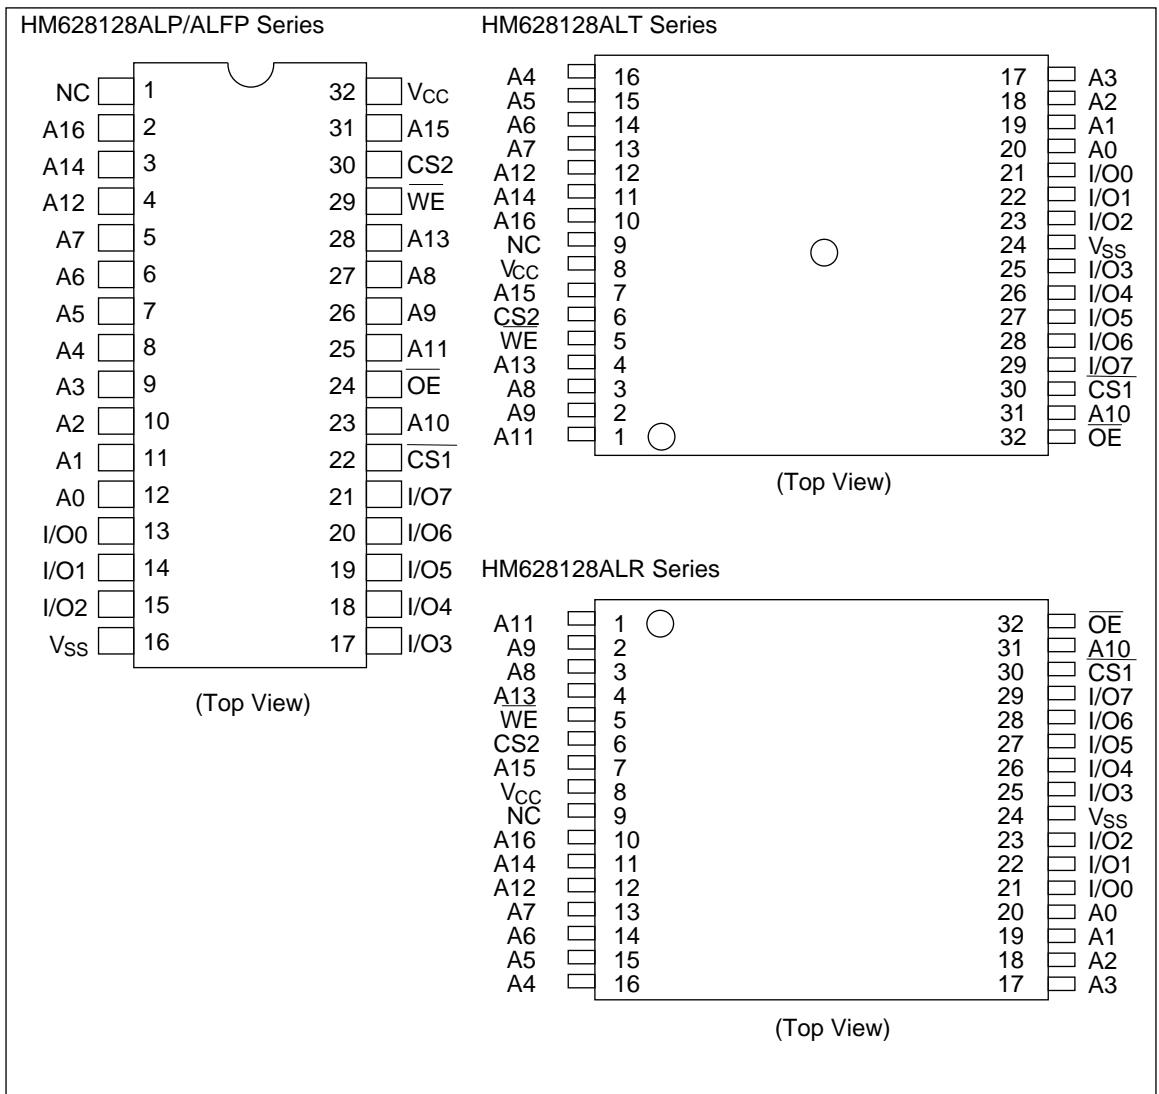 HM628128ALP/ALFP Series
NC 1 32 VCC
A16 2 31 A15
A14 3 30 CS2
A12 4 29 W̅E̅
A7 5 28 A13
A6 6 27 A8
A5 7 26 A9
A4 8 25 A11
A3 9 24 O̅E̅
A2 10 23 A10
A1 11 22 C̅S̅1̅
A0 12 21 I/O7
I/O0 13 20 I/O6
I/O1 14 19 I/O5
I/O2 15 18 I/O4
VSS 16 17 I/O3
(Top View)
HM628128ALT Series
A4 16 17 A3
A5 15 18 A2
A6 14 19 A1
A7 13 20 A0
A12 12 21 I/O0
A14 11 22 I/O1
A16 10 23 I/O2
NC 9 24 VSS
VCC 8 25 I/O3
A15 7 26 I/O4
CS2 6 27 I/O5
W̅E̅ 5 28 I/O6
A13 4 29 I/O7
A8 3 30 C̅S̅1̅
A9 2 31 A10
A11 1 32 O̅E̅
(Top View)
HM628128ALR Series
A11 1 32 O̅E̅
A9 2 31 A10
A8 3 30 C̅S̅1̅
A13 4 29 I/O7
W̅E̅ 5 28 I/O6
CS2 6 27 I/O5
A15 7 26 I/O4
VCC 8 25 I/O3
NC 9 24 VSS
A16 10 23 I/O2
A14 11 22 I/O1
A12 12 21 I/O0
A7 13 20 A0
A6 14 19 A1
A5 15 18 A2
A4 16 17 A3
(Top View)